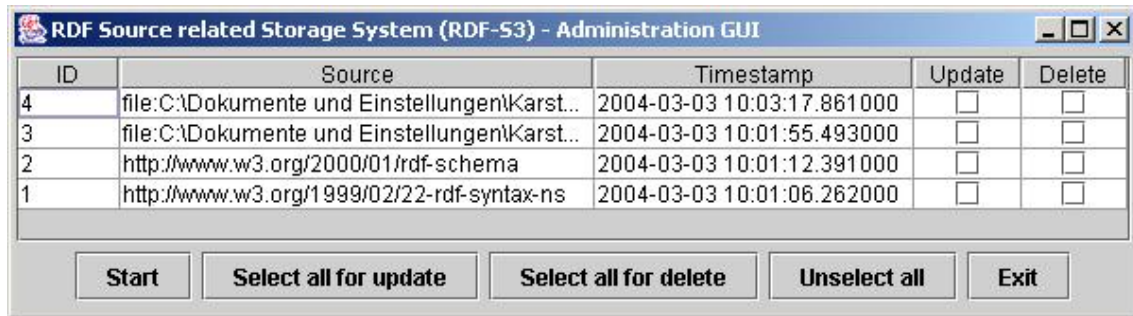 RDF Source related Storage System (RDF-S3) - Administration GUI
ID Source Timestamp Update Delete
4 file:C:\Dokumente und Einstellungen\Karst... 2004-03-03 10:03:17.861000
3 file:C:\Dokumente und Einstellungen\Karst... 2004-03-03 10:01:55.493000
2 http://www.w3.org/2000/01/rdf-schema 2004-03-03 10:01:12.391000
1 http://www.w3.org/1999/02/22-rdf-syntax-ns 2004-03-03 10:01:06.262000
Start Select all for update Select all for delete Unselect all Exit